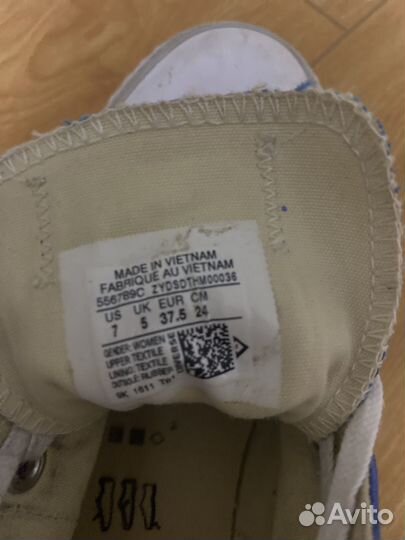 MADE IN VIETNAM
FABRIQUE AU VIETNAM
556789C ZYDSDTHM00036
US UK EUR CM
7 5 37.5 24
GENDER: WOMEN
UPPER: TEXTILE
LINING: TEXTILE
OUTSOLE: RUBBER
1611
Avito